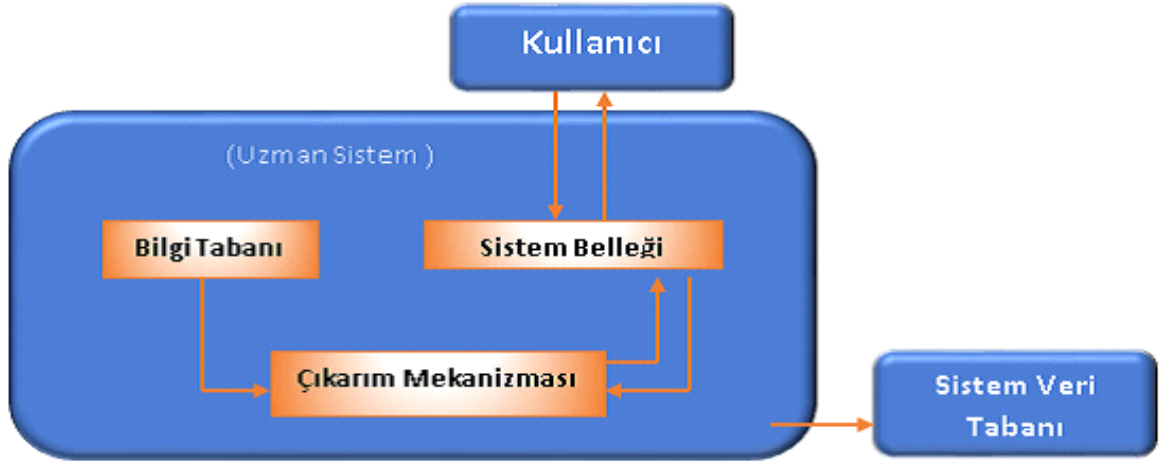 Kullanıcı
(Uzman Sistem )
Bilgi Tabanı
Sistem Belleği
Çıkarım Mekanizması
Sistem Veri
Tabanı